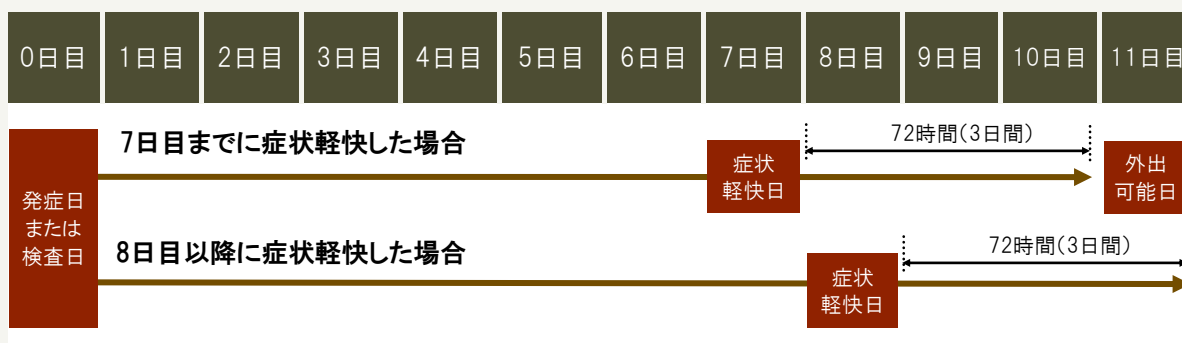 0日目 1日目 2日目 3日目 4日目 5日目 6日目 7日目 8日目 9日目 10日目 11日目
7日目までに症状軽快した場合
72時間(3日間)
発症日
または
検査日
症状
軽快日
外出
可能日
8日目以降に症状軽快した場合
72時間(3日間)
症状
軽快日